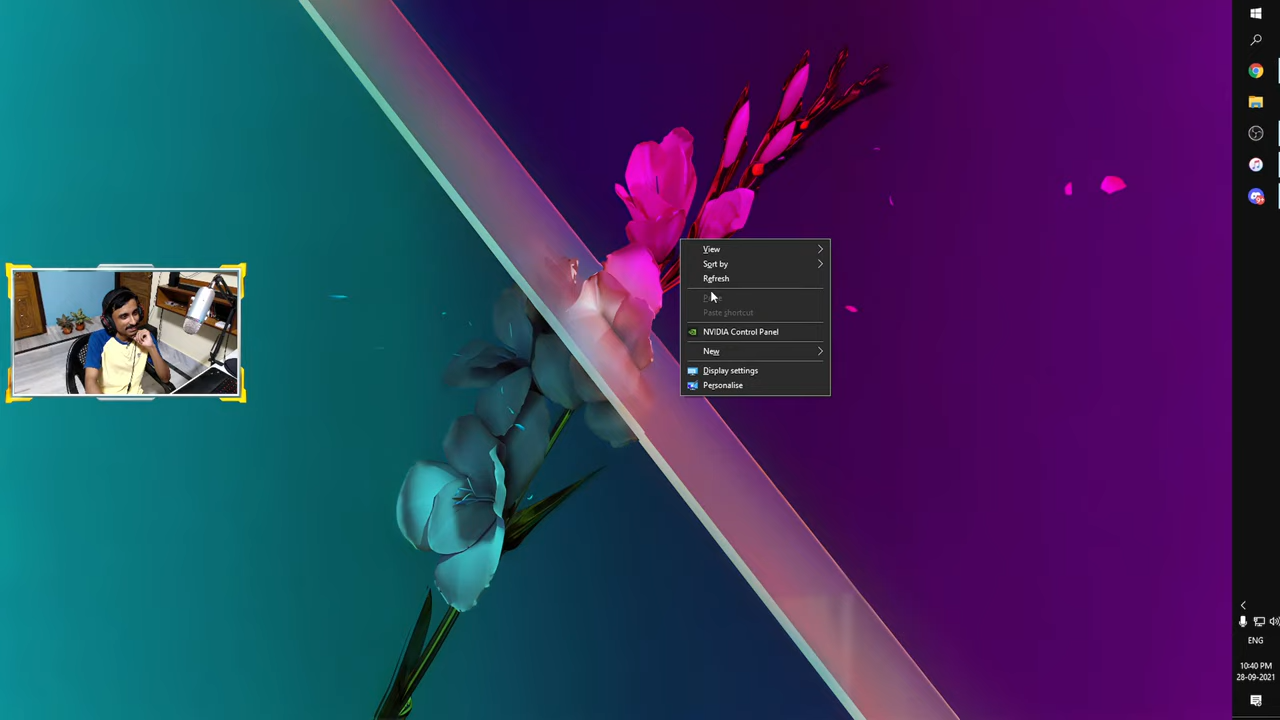 View
Sort by
Refresh
Paste shortcut
NVIDIA Control Panel
New
Display settings
Personalise
ENG
10:40 PM
28-09-2021